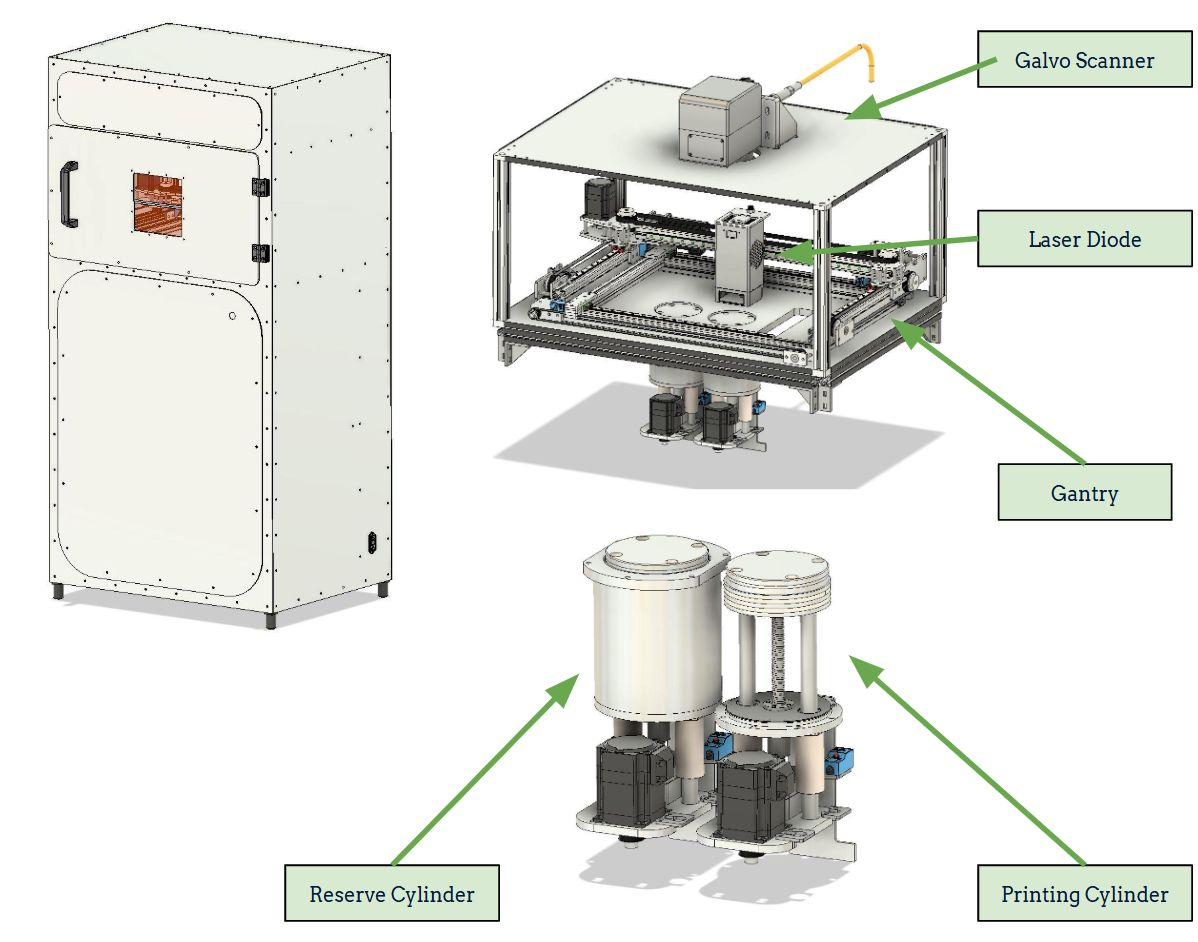 Galvo Scanner
Laser Diode
Gantry
Reserve Cylinder
Printing Cylinder